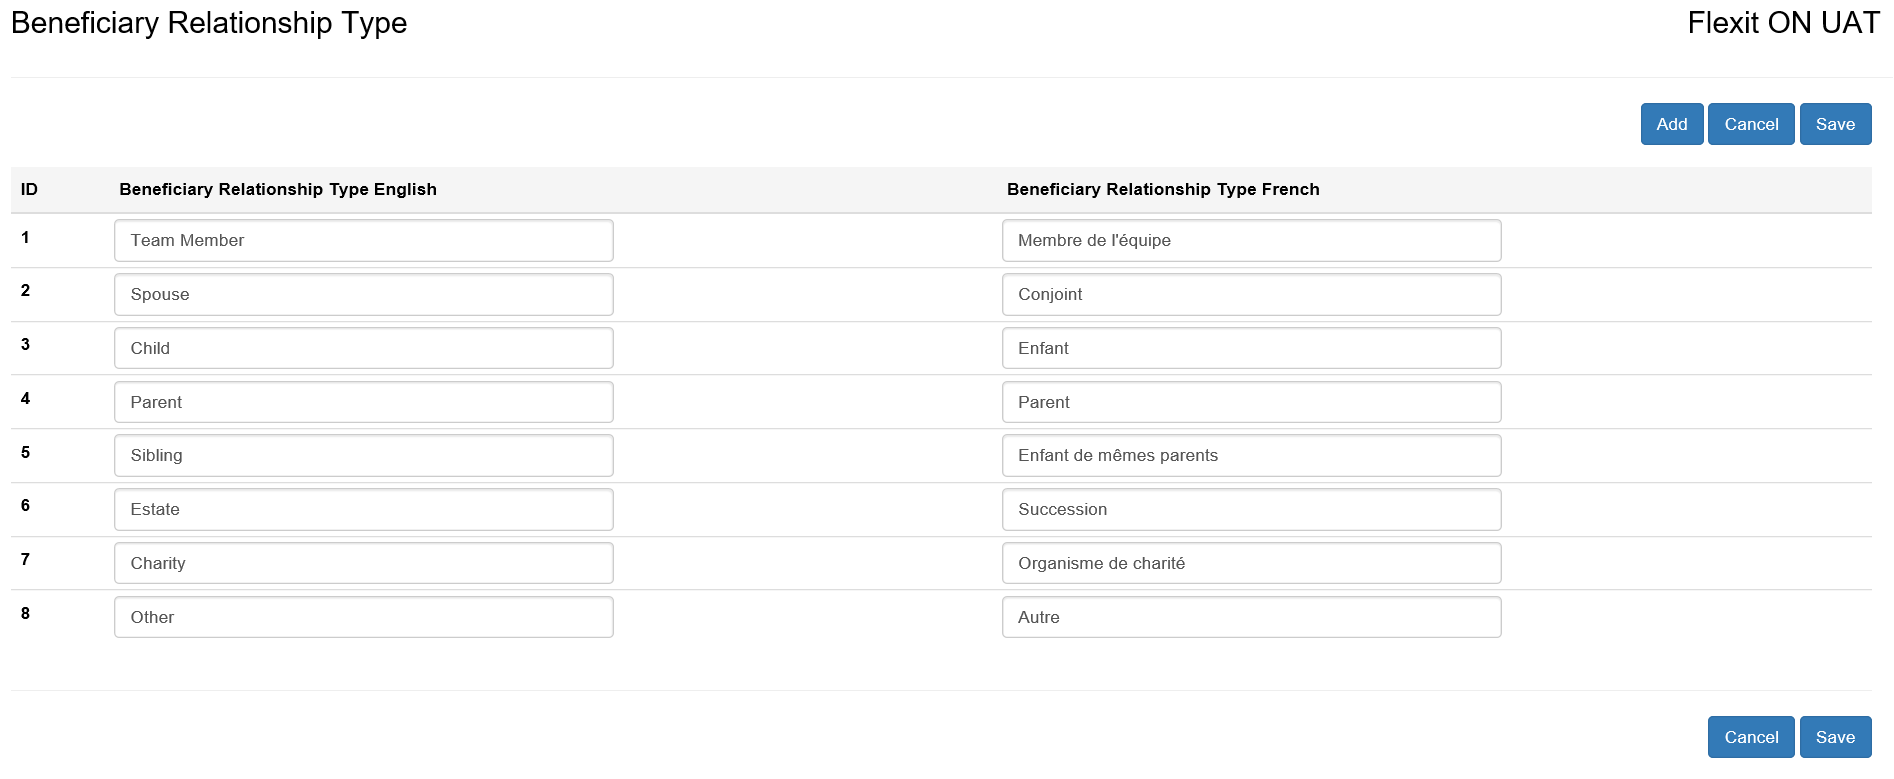 Beneficiary Relationship Type Flexit ON UAT
Add Cancel Save
ID Beneficiary Relationship Type English Beneficiary Relationship Type French
1 Team Member Membre de l'équipe
2 Spouse Conjoint
3 Child Enfant
4 Parent Parent
5 Sibling Enfant de mêmes parents
6 Estate Succession
7 Charity Organisme de charité
8 Other Autre
Cancel Save